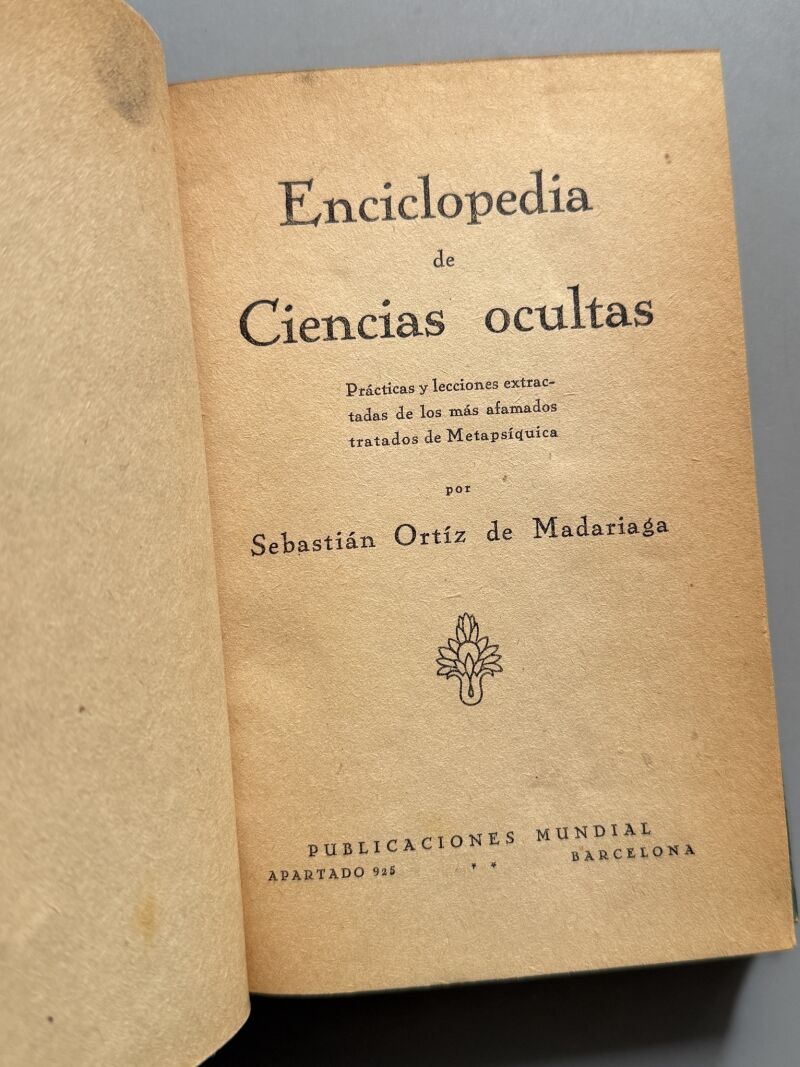 Enciclopedia
de
Ciencias ocultas
Prácticas y lecciones extrac-
tadas de los más afamados
tratados de Metapsíquica
por
Sebastián Ortíz de Madariaga
PUBLICACIONES MUNDIAL
APARTADO 925 * * BARCELONA